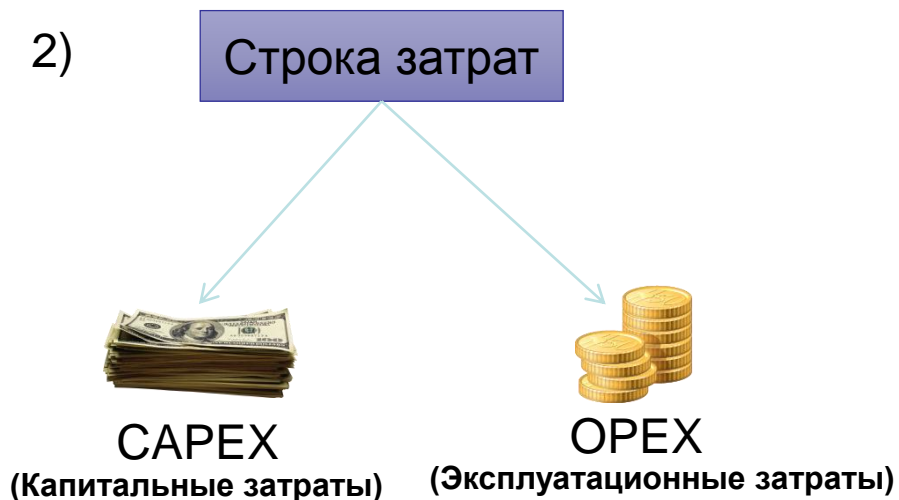 2)
Строка затрат
CAPEX
(Капитальные затраты)
OPEX
(Эксплуатационные затраты)